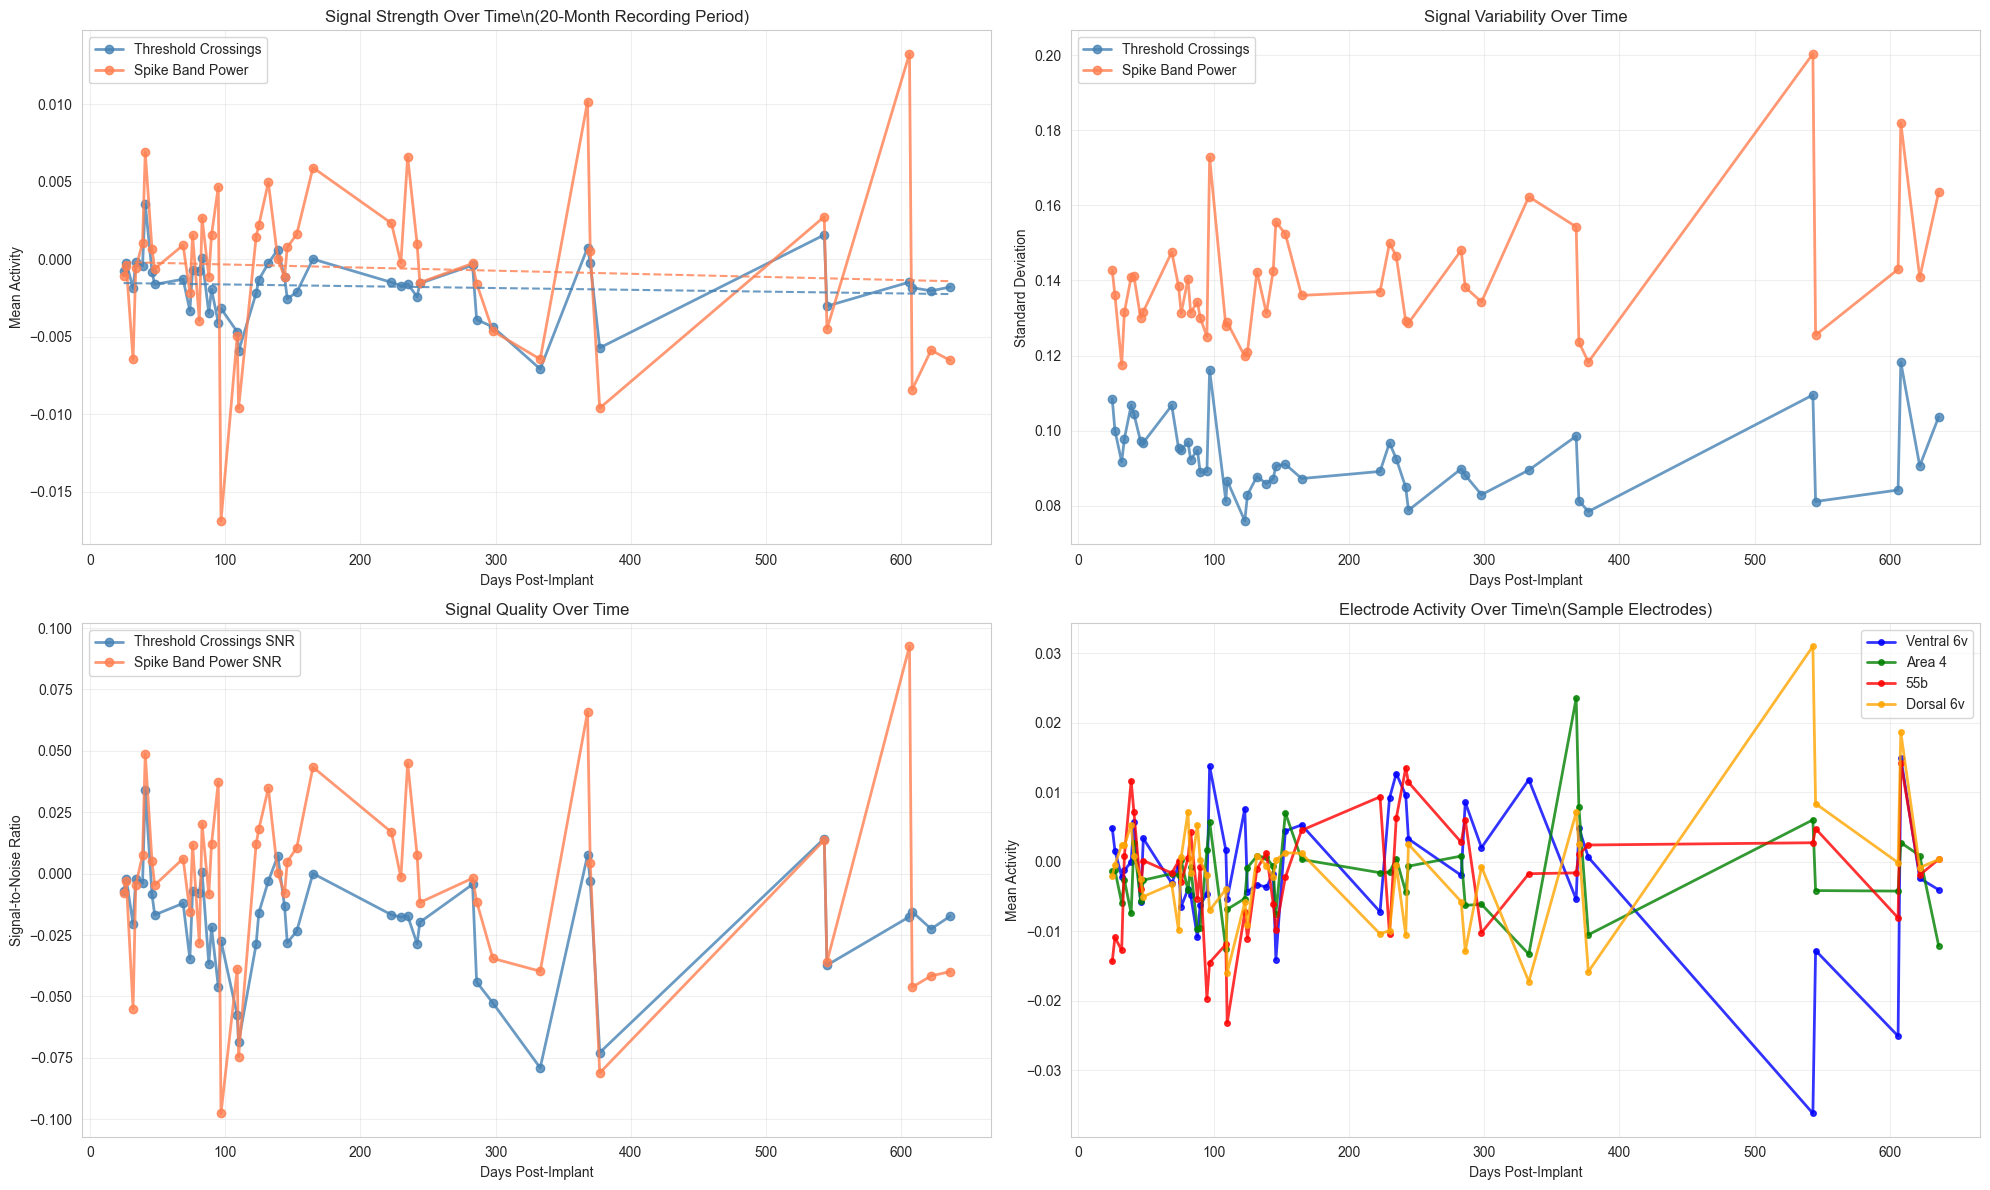 Signal Strength Over Time\n(20-Month Recording Period)
Threshold Crossings
Spike Band Power
Mean Activity
0.010
0.005
0.000
−0.005
−0.010
−0.015
0 100 200 300 400 500 600
Days Post-Implant
Signal Variability Over Time
Threshold Crossings
Spike Band Power
Standard Deviation
0.20
0.18
0.16
0.14
0.12
0.10
0.08
0 100 200 300 400 500 600
Days Post-Implant
Signal Quality Over Time
Threshold Crossings SNR
Spike Band Power SNR
Signal-to-Noise Ratio
0.100
0.075
0.050
0.025
0.000
−0.025
−0.050
−0.075
−0.100
0 100 200 300 400 500 600
Days Post-Implant
Electrode Activity Over Time\n(Sample Electrodes)
Ventral 6v
Area 4
55b
Dorsal 6v
Mean Activity
0.03
0.02
0.01
0.00
−0.01
−0.02
−0.03
0 100 200 300 400 500 600
Days Post-Implant